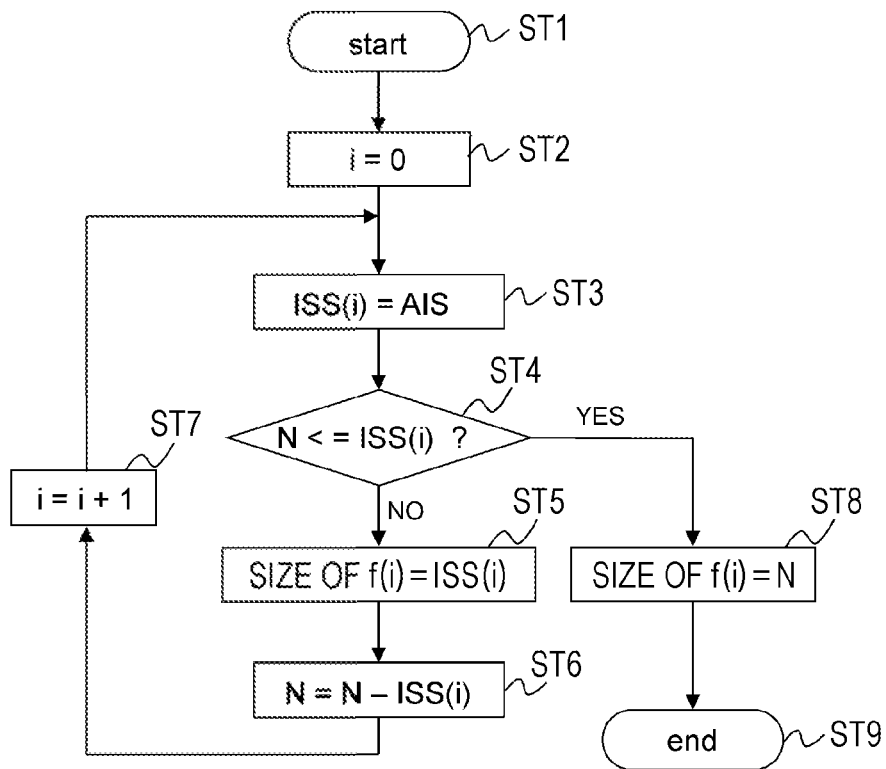 start
ST1
i = 0
ST2
ISS(i) = AIS
ST3
ST4
N < = ISS(i) ?
YES
ST7
i = i + 1
NO
ST5
SIZE OF f(i) = ISS(i)
ST8
SIZE OF f(i) = N
N = N – ISS(i)
ST6
end
ST9